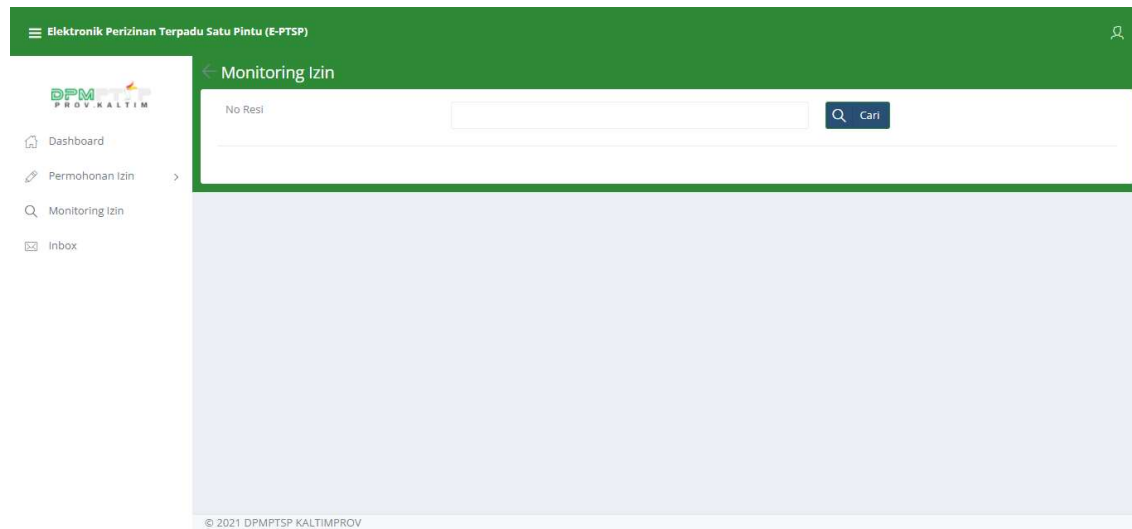 Elektronik Perizinan Terpadu Satu Pintu (E-PTSP)
DPMPTSP
PROV.KALTIM
Dashboard
Permohonan Izin
Monitoring Izin
Inbox
Monitoring Izin
No Resi
Cari
© 2021 DPMPTSP KALTIMPROV